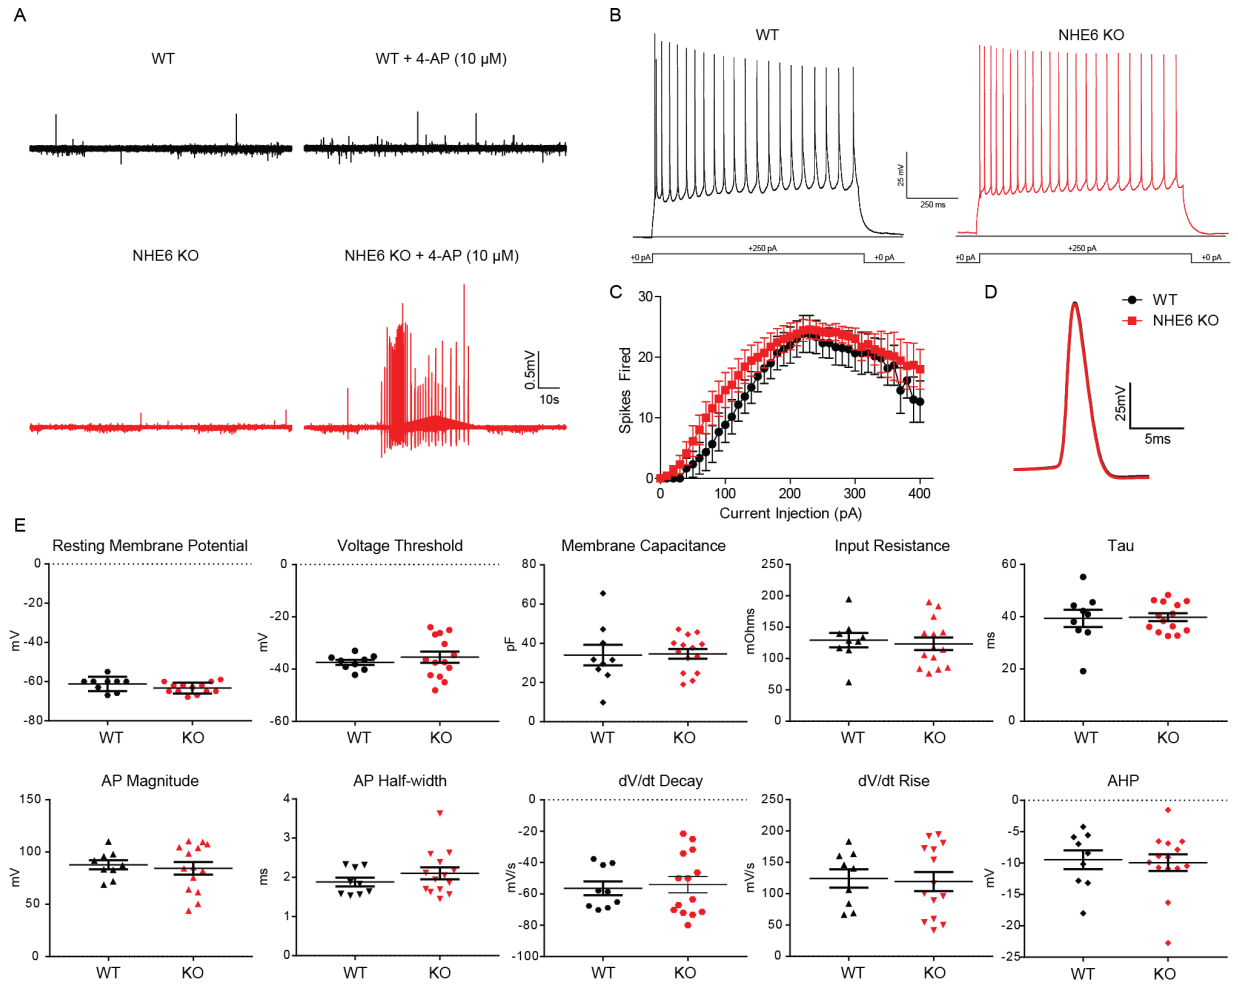 A
WT
WT + 4-AP (10 µM)
NHE6 KO
NHE6 KO + 4-AP (10 µM)
0.5mV
10s
B
WT
NHE6 KO
25 mV
250 ms
+0 pA
+250 pA
+0 pA
+0 pA
+250 pA
+0 pA
C
Spikes Fired
30
20
10
0
0
100
200
300
400
Current Injection (pA)
D
WT
NHE6 KO
25mV
5ms
E
Resting Membrane Potential
mV
0
-20
-40
-60
-80
WT
KO
Voltage Threshold
mV
0
-20
-40
-60
WT
KO
Membrane Capacitance
pF
80
60
40
20
0
WT
KO
Input Resistance
mOhms
250
200
150
100
50
0
WT
KO
Tau
ms
60
40
20
0
WT
KO
AP Magnitude
mV
150
100
50
0
WT
KO
AP Half-width
ms
4
3
2
1
0
WT
KO
dV/dt Decay
mV/s
0
-20
-40
-60
-80
-100
WT
KO
dV/dt Rise
mV/s
250
200
150
100
50
0
WT
KO
AHP
mV
0
-5
-10
-15
-20
-25
WT
KO